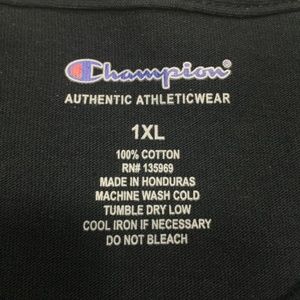 Champion®
AUTHENTIC ATHLETICWEAR
1XL
100% COTTON
RN# 135969
MADE IN HONDURAS
MACHINE WASH COLD
TUMBLE DRY LOW
COOL IRON IF NECESSARY
DO NOT BLEACH